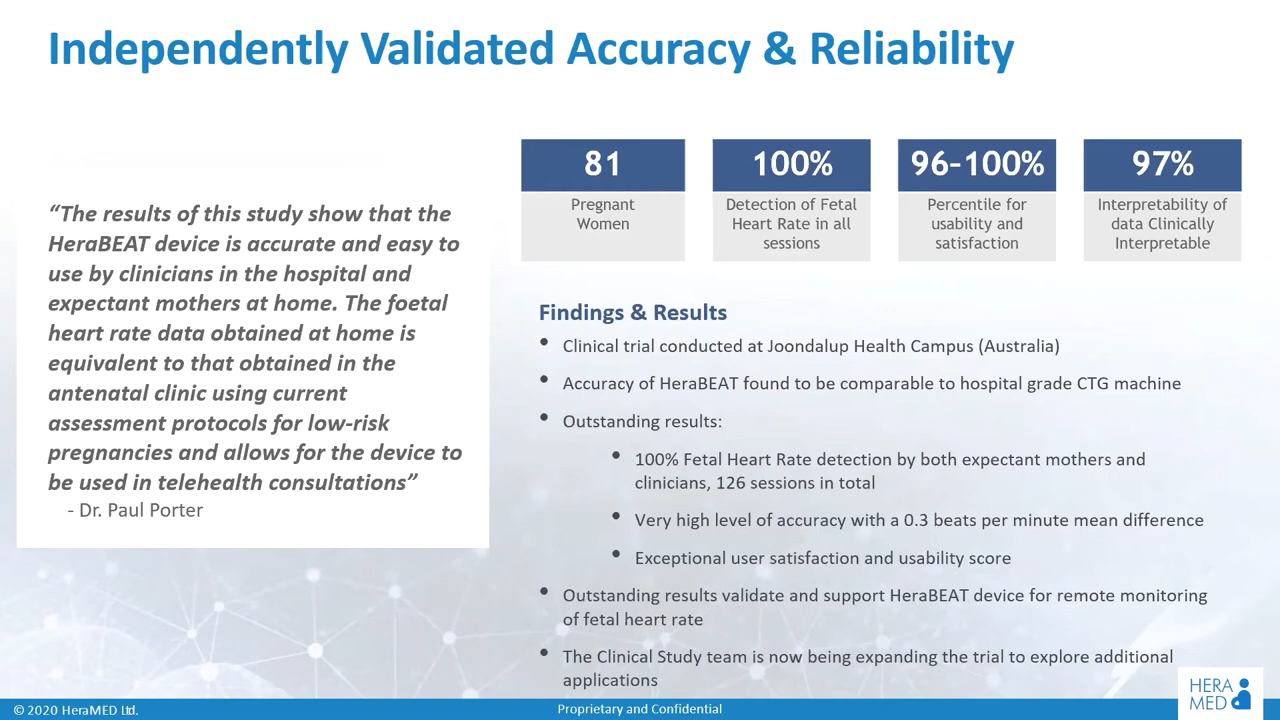 Independently Validated Accuracy & Reliability
“The results of this study show that the
HeraBEAT device is accurate and easy to
use by clinicians in the hospital and
expectant mothers at home. The foetal
heart rate data obtained at home is
equivalent to that obtained in the
antenatal clinic using current
assessment protocols for low-risk
pregnancies and allows for the device to
be used in telehealth consultations”
- Dr. Paul Porter
81
Pregnant
Women
100%
Detection of Fetal
Heart Rate in all
sessions
96–100%
Percentile for
usability and
satisfaction
97%
Interpretability of
data Clinically
Interpretable
Findings & Results
• Clinical trial conducted at Joondalup Health Campus (Australia)
• Accuracy of HeraBEAT found to be comparable to hospital grade CTG machine
• Outstanding results:
• 100% Fetal Heart Rate detection by both expectant mothers and
clinicians, 126 sessions in total
• Very high level of accuracy with a 0.3 beats per minute mean difference
• Exceptional user satisfaction and usability score
• Outstanding results validate and support HeraBEAT device for remote monitoring
of fetal heart rate
• The Clinical Study team is now being expanding the trial to explore additional
applications
© 2020 HeraMED Ltd.
Proprietary and Confidential
HERA
MED